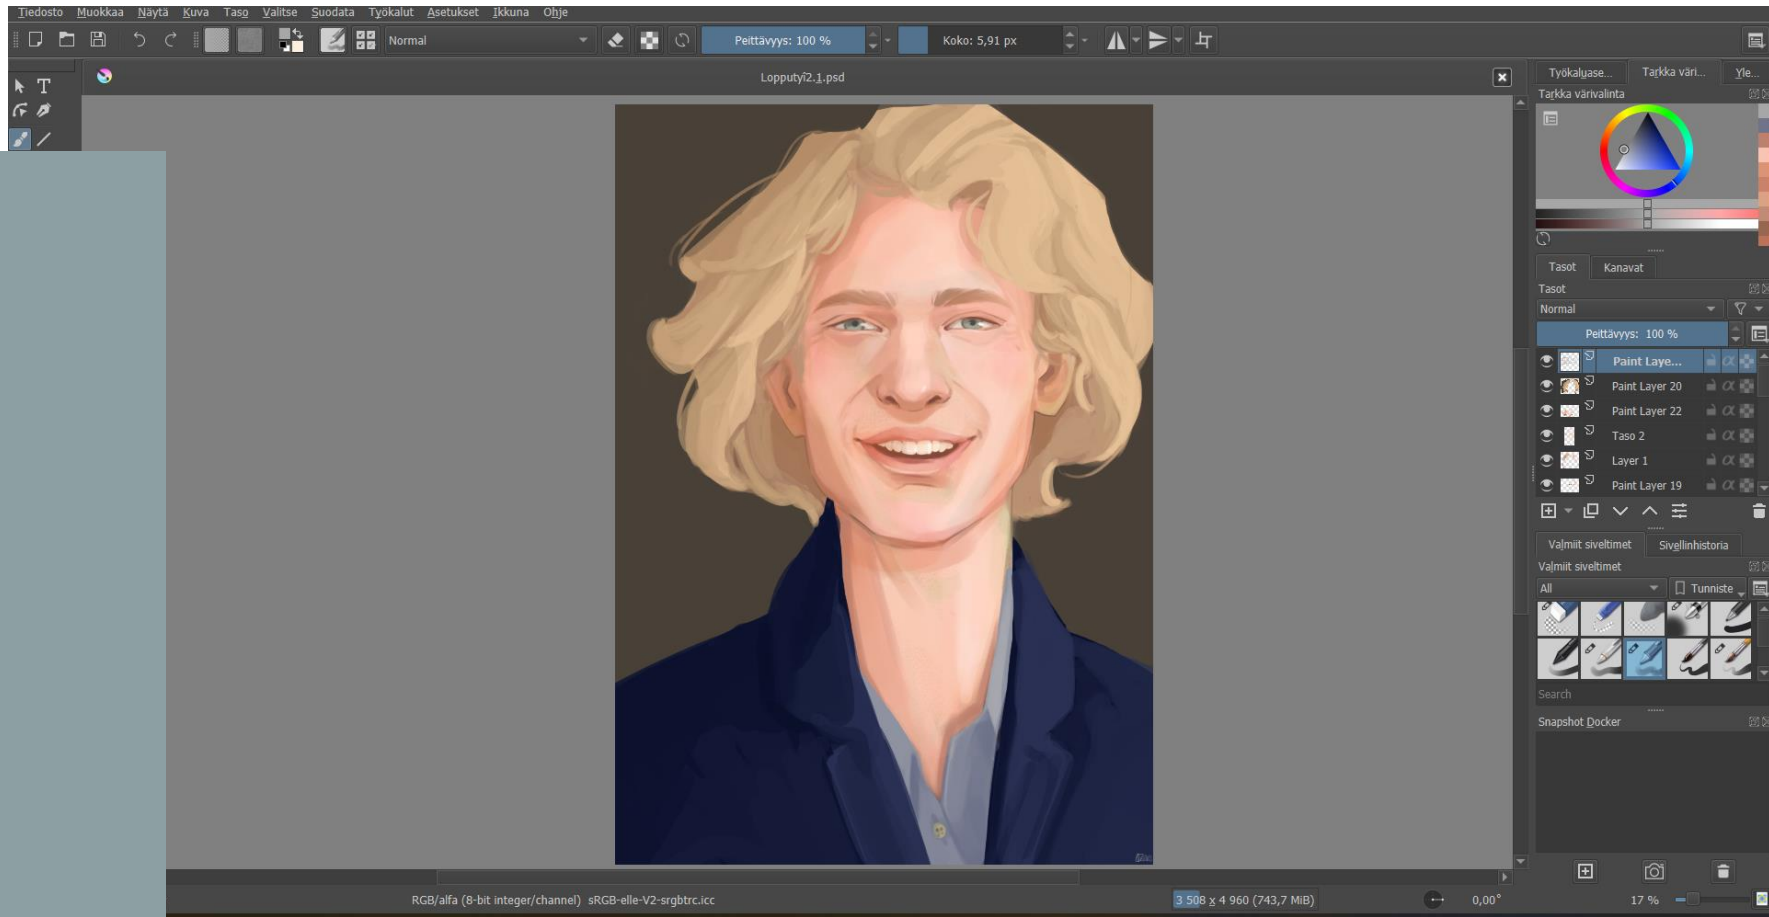 Tiedosto Muokkaa Näytä Kuva Taso Valitse Suodata Työkalut Asetukset Ikkuna Ohje
Normal
Peittävyys: 100 %
Koko: 5,91 px
T
Lopputyî2.1.psd
Työkaluase... Tarkka väri... Yle...
Tarkka värivalinta
Tasot Kanavat
Tasot
Normal
Peittävyys: 100 %
Paint Laye...
Paint Layer 20
Paint Layer 22
Taso 2
Layer 1
Paint Layer 19
Valmiit siveltimet Sivellinhistoria
Valmiit siveltimet
All Tunniste
Search
Snapshot Docker
RGB/alfa (8-bit integer/channel) sRGB-elle-V2-srgbtrc.icc
3 508 x 4 960 (743,7 MiB)
0,00°
17 %